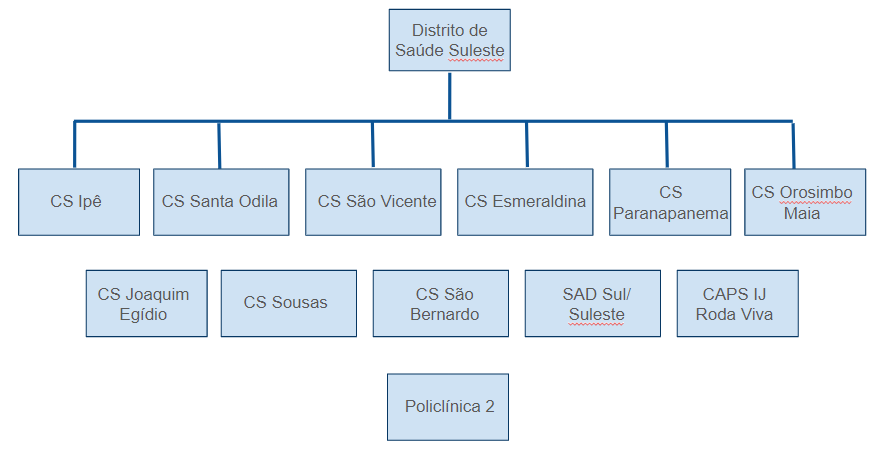 Distrito de
Saúde Suleste
CS Ipê
CS Santa Odila
CS São Vicente
CS Esmeraldina
CS
Paranapanema
CS Orosimbo
Maia
CS Joaquim
Egídio
CS Sousas
CS São
Bernardo
SAD Sul/
Suleste
CAPS IJ
Roda Viva
Policlínica 2